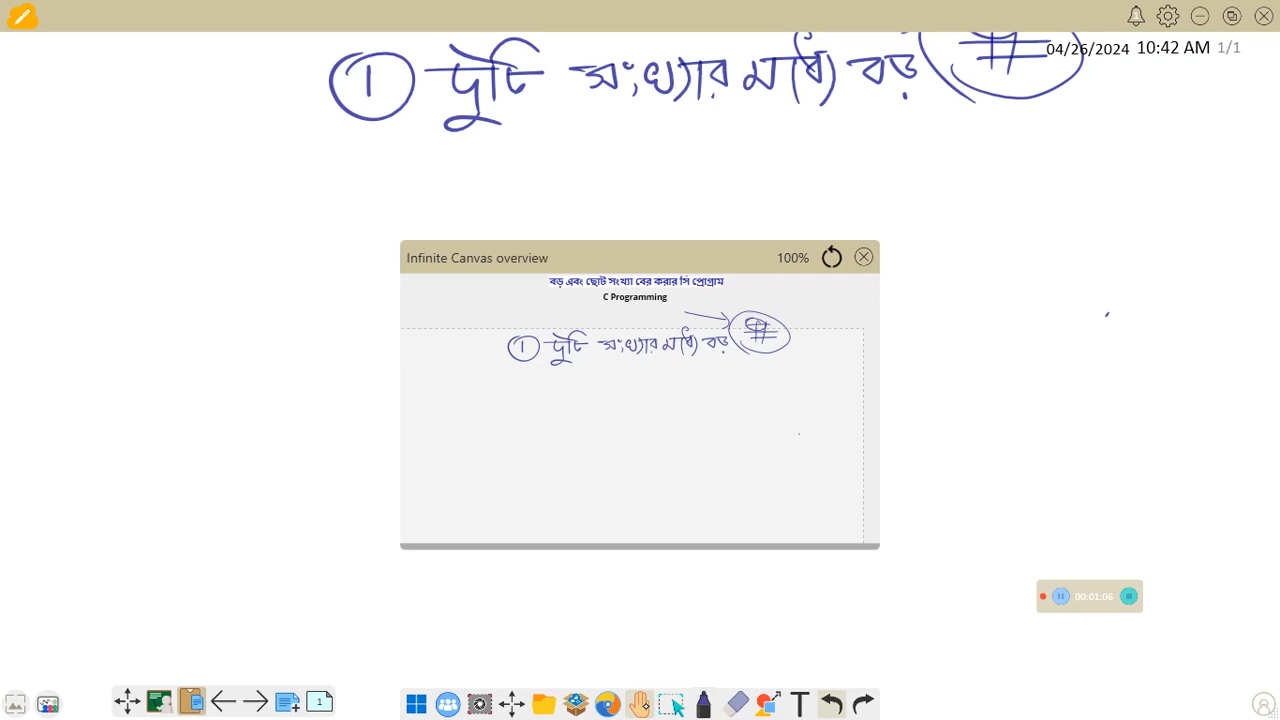 ① দুটি সংখ্যার মধ্যে বড়
04/26/2024 10:42 AM 1/1
Infinite Canvas overview 100%
বড় এবং ছোট সংখ্যা বের করার সি প্রোগ্রাম
C Programming
① দুটি সংখ্যার মধ্যে বড়
00:01:06
1
T